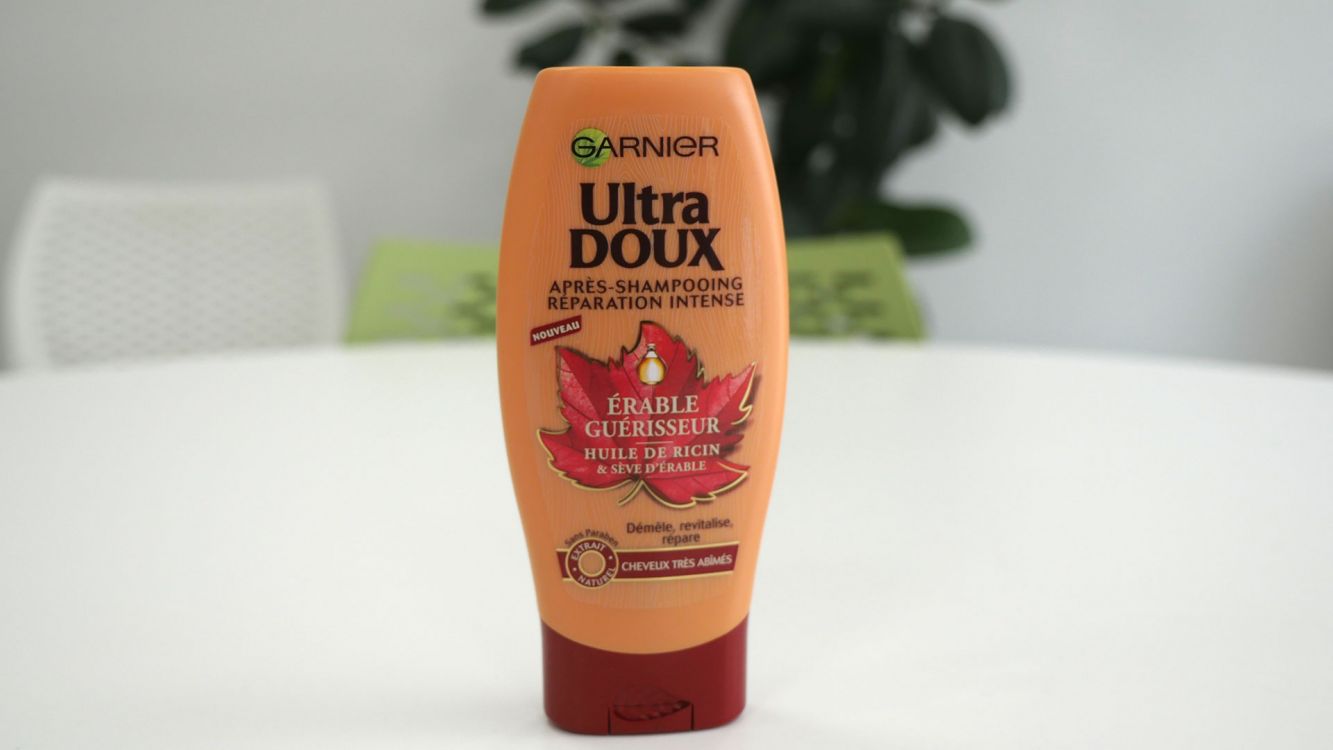 GARNIER
Ultra
DOUX
APRÈS-SHAMPOOING
RÉPARATION INTENSE
NOUVEAU
ÉRABLE
GUÉRISSEUR
HUILE DE RICIN
& SÈVE D'ÉRABLE
Démêle, revitalise,
répare
Sans Paraben
EXTRAIT
NATUREL
CHEVEUX TRÈS ABÎMÉS